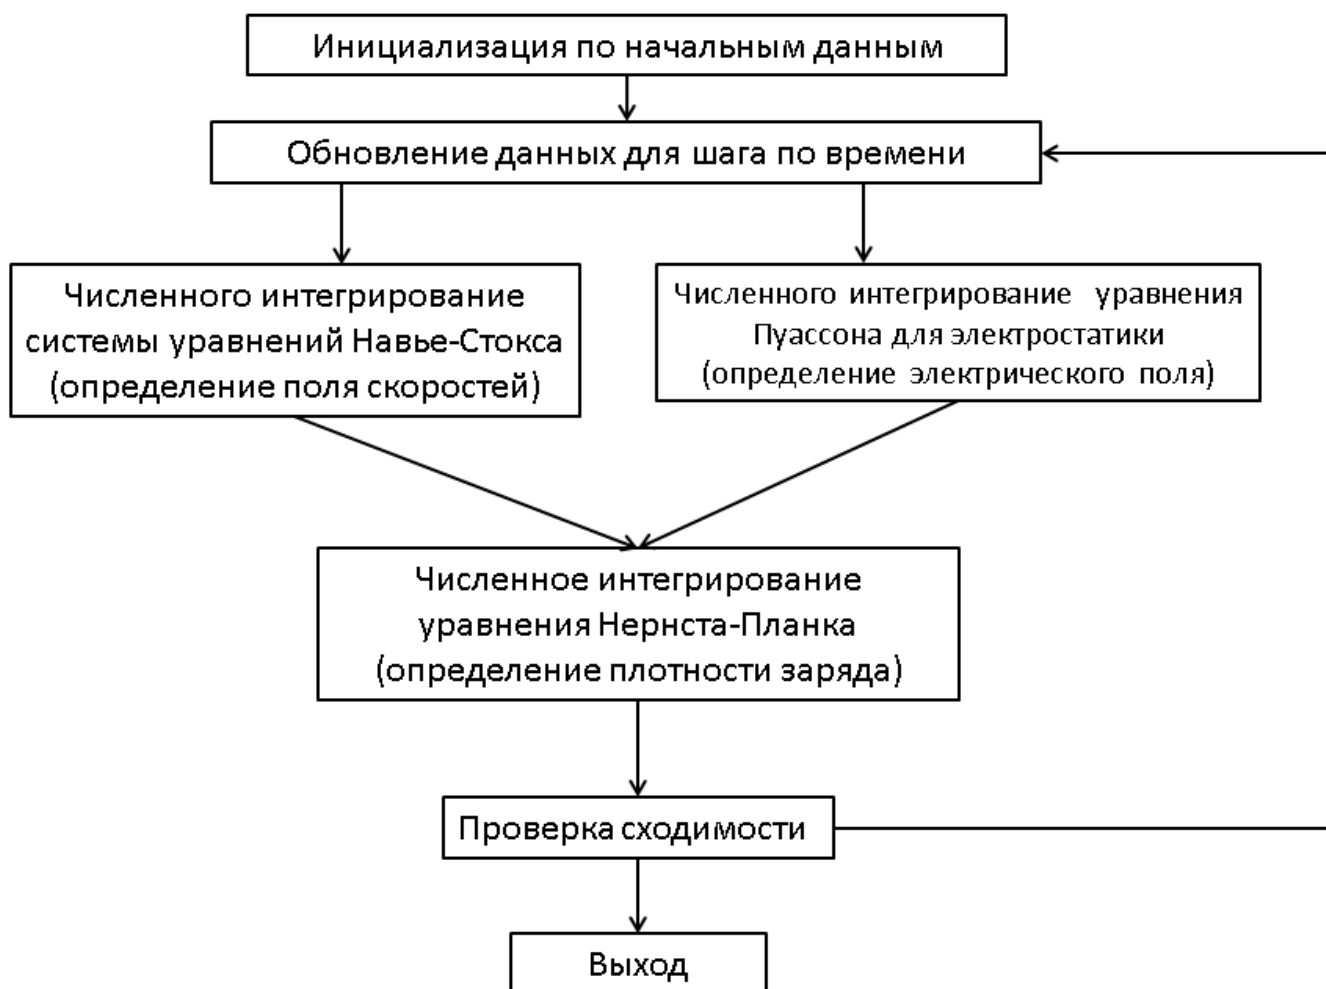 Инициализация по начальным данным
Обновление данных для шага по времени
Численного интегрирование
системы уравнений Навье-Стокса
(определение поля скоростей)
Численного интегрирование уравнения
Пуассона для электростатики
(определение электрического поля)
Численное интегрирование
уравнения Нернста-Планка
(определение плотности заряда)
Проверка сходимости
Выход